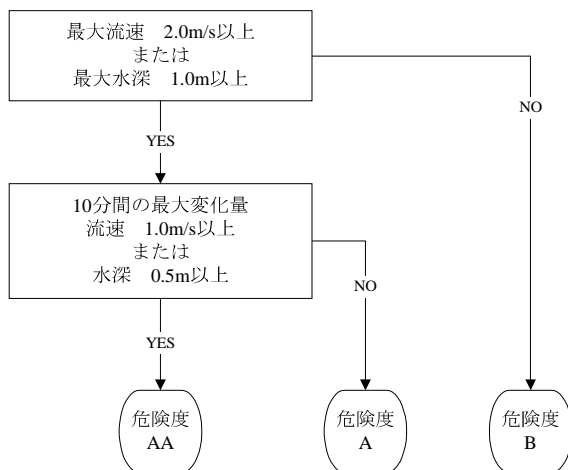 最大流速　2.0m/s以上
または
最大水深　1.0m以上
NO
YES
10分間の最大変化量
流速　1.0m/s以上
または
水深　0.5m以上
NO
YES
危険度
AA
危険度
A
危険度
B